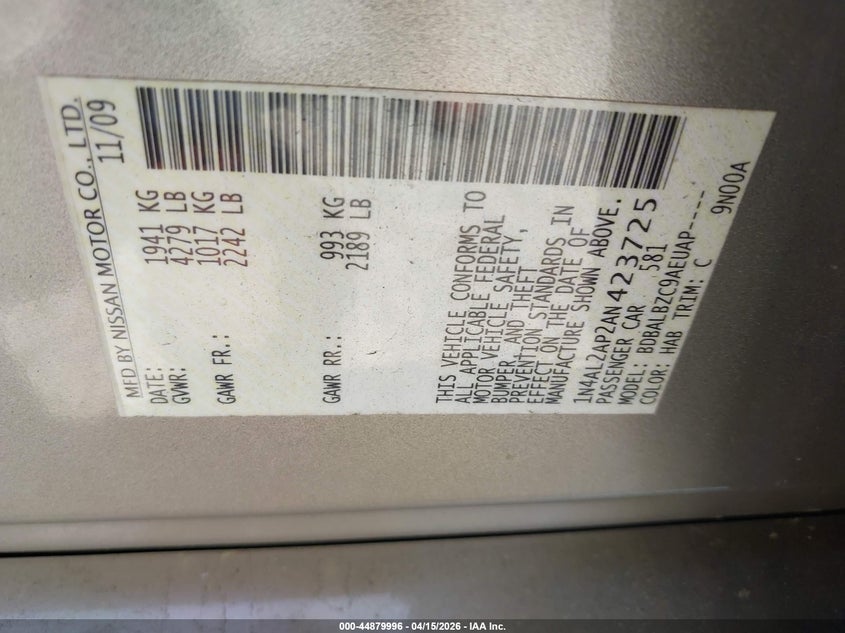 MFD BY NISSAN MOTOR CO., LTD.
DATE: 11/09
GVWR: 1941 KG
4279 LB
GAWR FR.: 1017 KG
2242 LB
GAWR RR.: 993 KG
2189 LB
THIS VEHICLE CONFORMS TO
ALL APPLICABLE FEDERAL
MOTOR VEHICLE SAFETY,
BUMPER, AND THEFT
PREVENTION STANDARDS IN
EFFECT ON THE DATE OF
MANUFACTURE SHOWN ABOVE.
1N4AL2AP2AN423725
PASSENGER CAR 581
MODEL: BDBALBZC9AEUAP-----
COLOR: HAB TRIM: C 9N00A
000-44879996 - 04/15/2026 - IAA Inc.